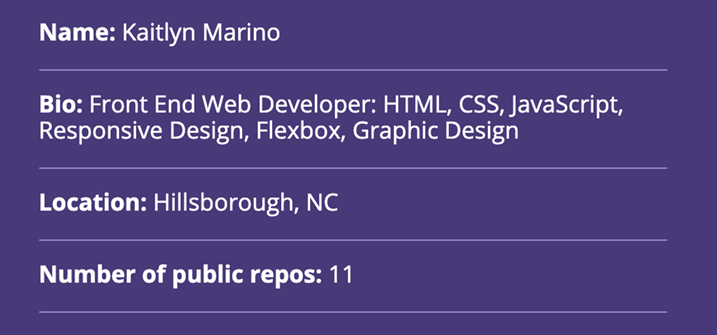 Name: Kaitlyn Marino
Bio: Front End Web Developer: HTML, CSS, JavaScript,
Responsive Design, Flexbox, Graphic Design
Location: Hillsborough, NC
Number of public repos: 11